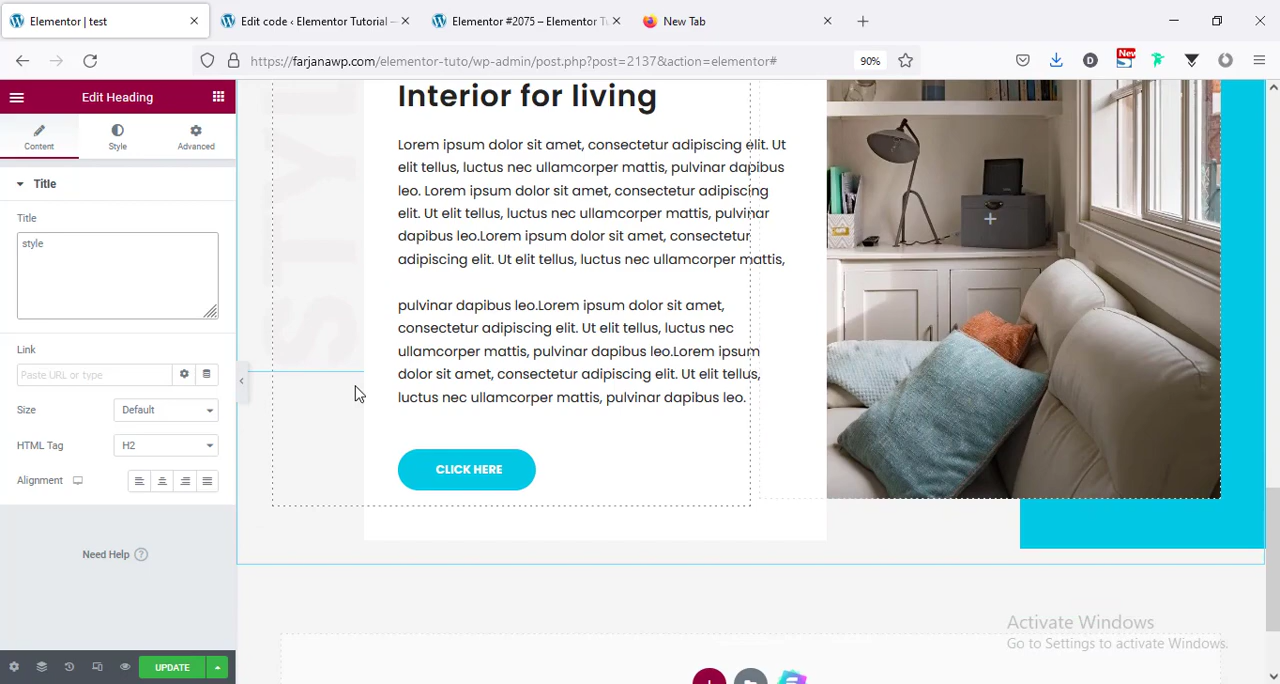 Elementor | test
Edit code ‹ Elementor Tutorial —
Elementor #2075 – Elementor Tu
New Tab
https://farjanawp.com/elementur-tuto/wp-admin/post.php?post=2137&action=elementor#
90%
New
Edit Heading
Content
Style
Advanced
Title
Title
style
Link
Paste URL or type
Size
Default
HTML Tag
H2
Alignment
Need Help
UPDATE
STYLE
Interior for living
Lorem ipsum dolor sit amet, consectetur adipiscing elit. Ut
elit tellus, luctus nec ullamcorper mattis, pulvinar dapibus
leo. Lorem ipsum dolor sit amet, consectetur adipiscing
elit. Ut elit tellus, luctus nec ullamcorper mattis, pulvinar
dapibus leo.Lorem ipsum dolor sit amet, consectetur
adipiscing elit. Ut elit tellus, luctus nec ullamcorper mattis,
pulvinar dapibus leo.Lorem ipsum dolor sit amet,
consectetur adipiscing elit. Ut elit tellus, luctus nec
ullamcorper mattis, pulvinar dapibus leo.Lorem ipsum
dolor sit amet, consectetur adipiscing elit. Ut elit tellus,
luctus nec ullamcorper mattis, pulvinar dapibus leo.
CLICK HERE
Activate Windows
Go to Settings to activate Windows.